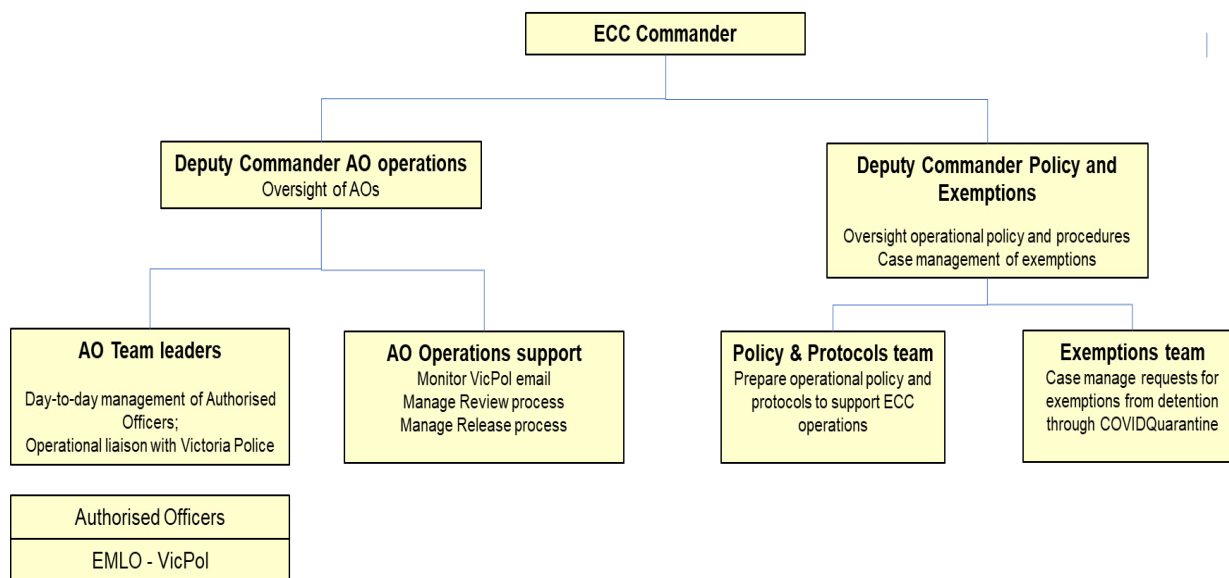 ECC Commander
Deputy Commander AO operations
Oversight of AOs
Deputy Commander Policy and
Exemptions
Oversight operational policy and procedures
Case management of exemptions
AO Team leaders
Day-to-day management of Authorised
Officers;
Operational liaison with Victoria Police
AO Operations support
Monitor VicPol email
Manage Review process
Manage Release process
Policy & Protocols team
Prepare operational policy and
protocols to support ECC
operations
Exemptions team
Case manage requests for
exemptions from detention
through COVIDQuarantine
Authorised Officers
EMLO - VicPol